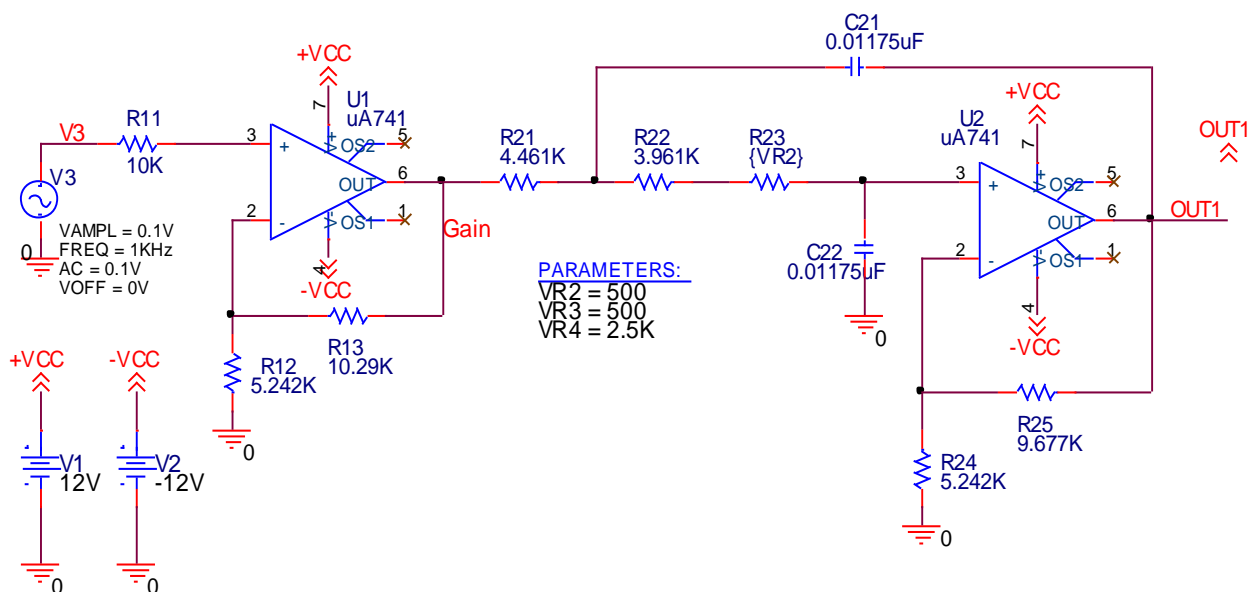 C21
0.01175uF
+VCC
7
U1
uA741
R11
10K
V3
3
+
V+
OS2
5
OUT
6
2
-
V-
OS1
1
4
-VCC
Gain
V3
VAMPL = 0.1V
FREQ = 1KHz
AC = 0.1V
VOFF = 0V
0
R21
4.461K
R22
3.961K
R23
{VR2}
C22
0.01175uF
0
PARAMETERS:
VR2 = 500
VR3 = 500
VR4 = 2.5K
+VCC
7
U2
uA741
3
+
V+
OS2
5
OUT
6
2
-
V-
OS1
1
4
-VCC
OUT1
OUT1
R13
10.29K
R12
5.242K
0
R25
9.677K
R24
5.242K
0
+VCC
-VCC
V1
12V
V2
-12V
-
-
-
-
0
0